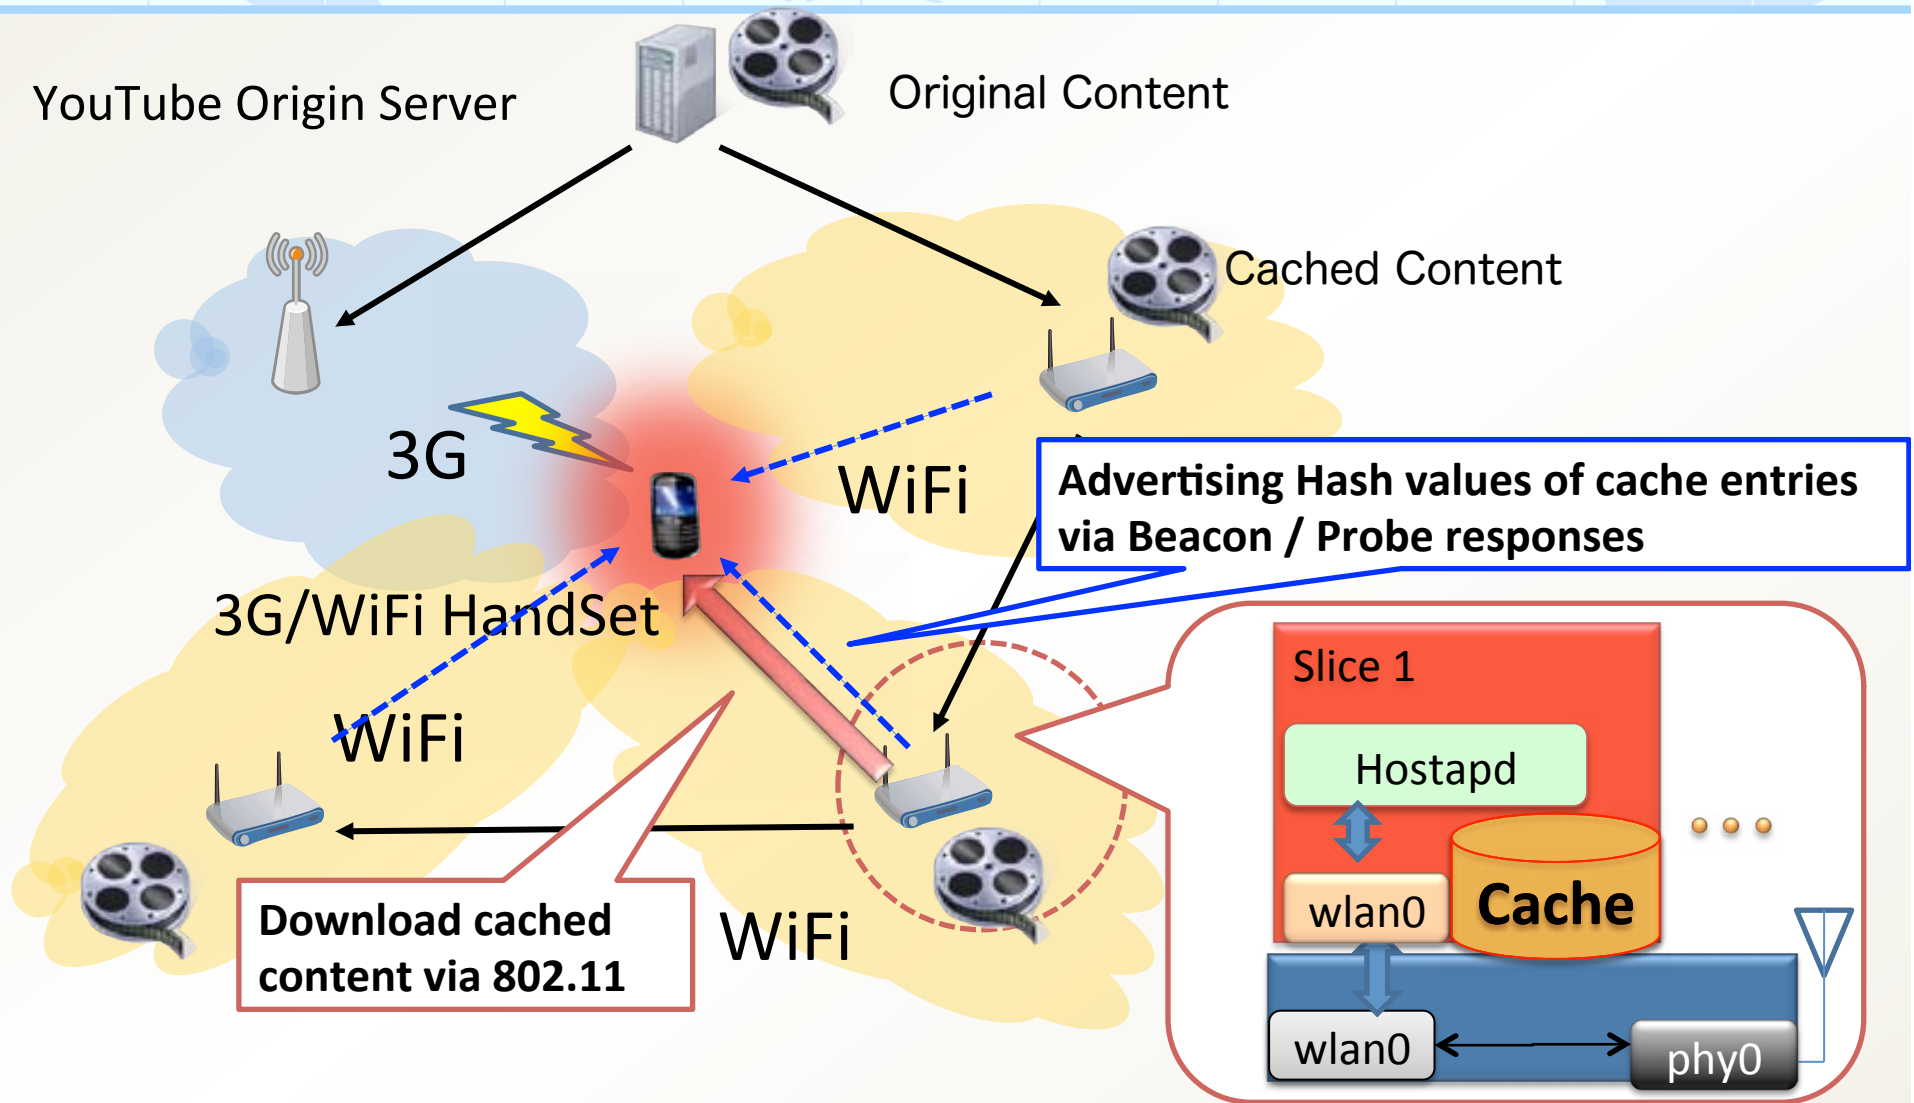 YouTube Origin Server
Original Content
Cached Content
3G
WiFi
Advertising Hash values of cache entries
via Beacon / Probe responses
3G/WiFi HandSet
WiFi
Slice 1
Hostapd
Cache
wlan0
Download cached
content via 802.11
WiFi
wlan0
phy0